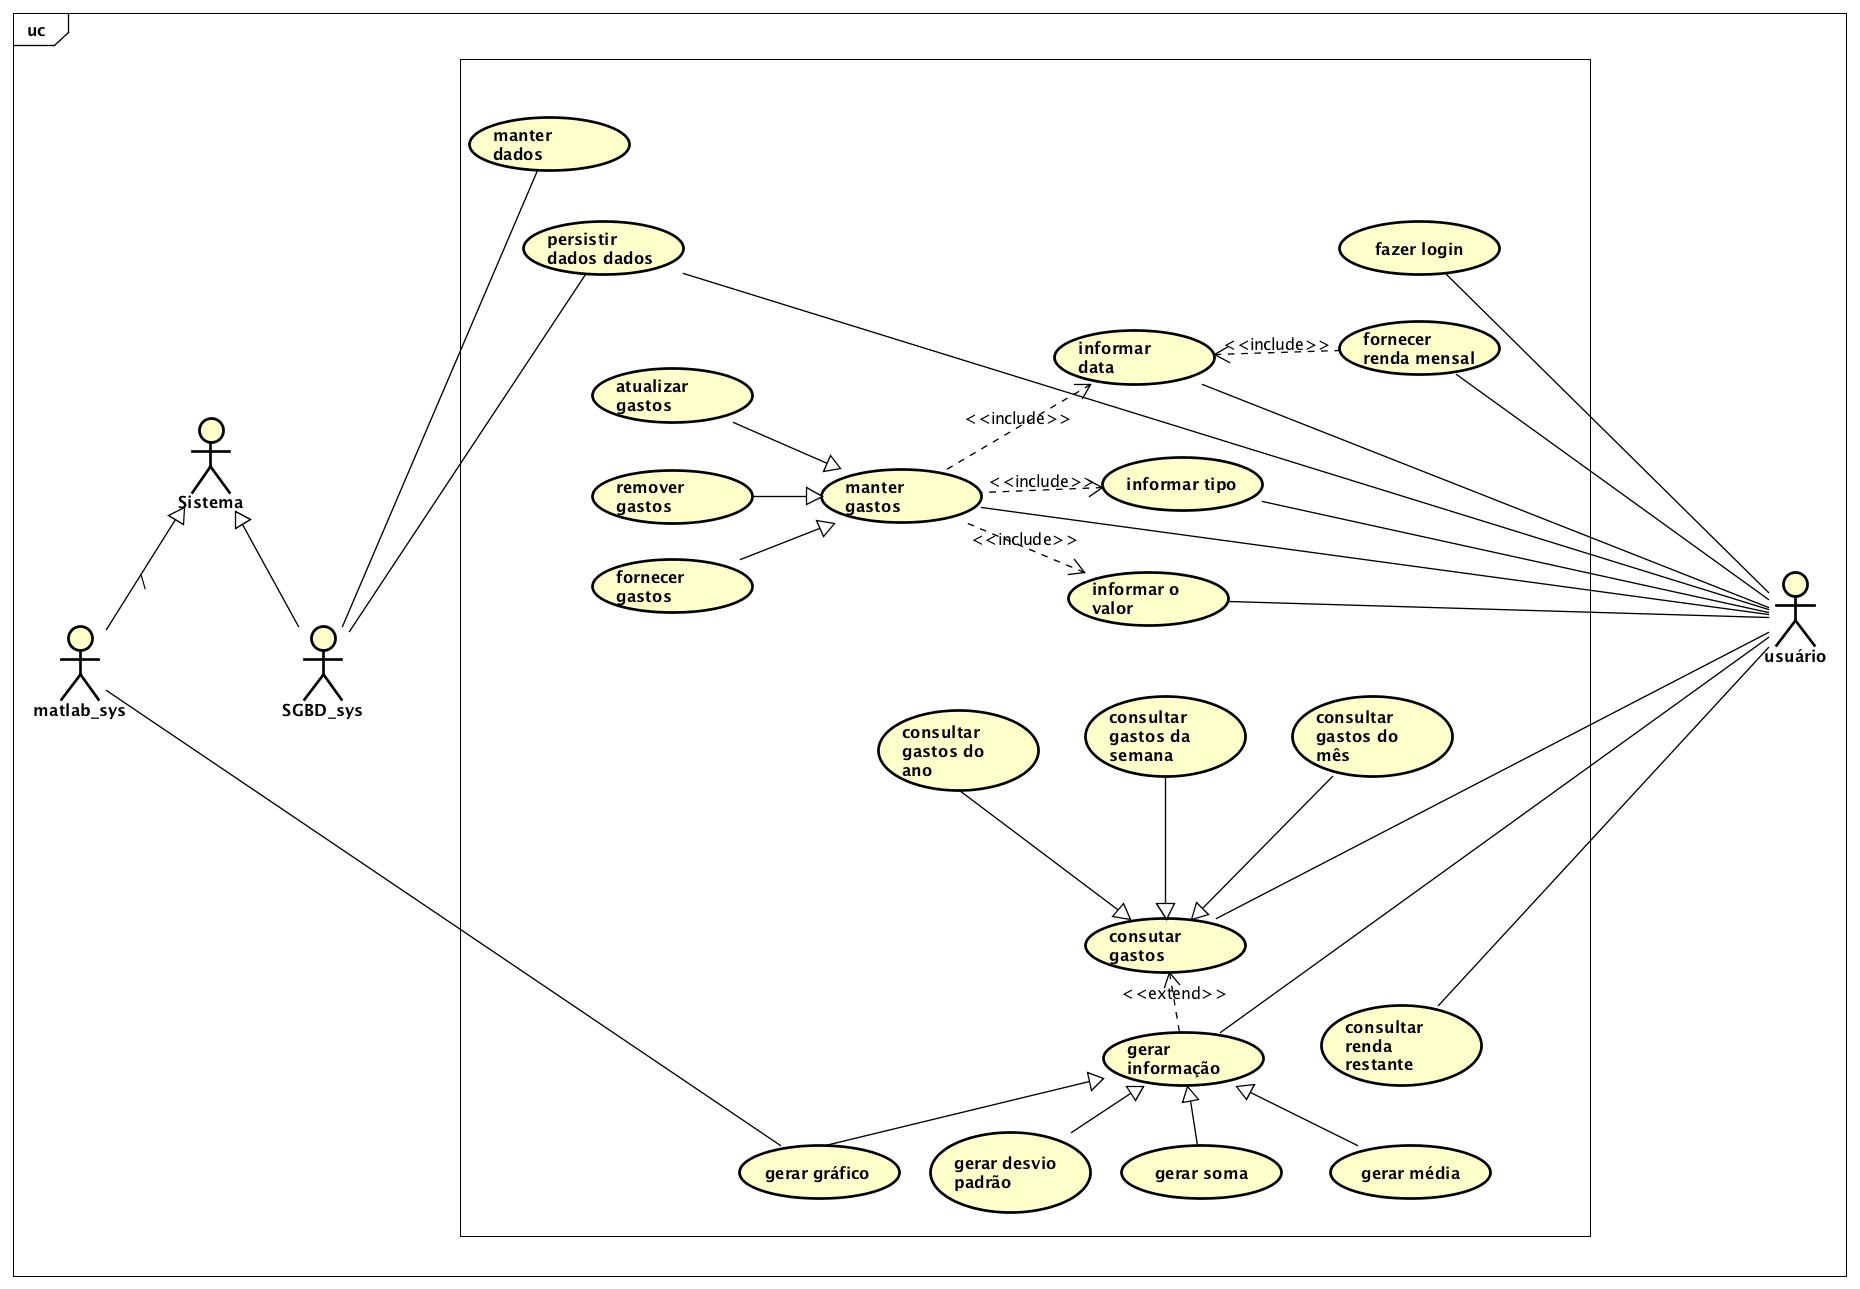 uc
manter
dados
persistir
dados dados
fazer login
informar
data
<<include>>
fornecer
renda mensal
atualizar
gastos
<<include>>
Sistema
remover
gastos
manter
gastos
<<include>>
informar tipo
<<include>>
fornecer
gastos
informar o
valor
usuário
matlab_sys
SGBD_sys
consultar
gastos do
ano
consultar
gastos da
semana
consultar
gastos do
mês
consutar
gastos
<<extend>>
gerar
informação
consultar
renda
restante
gerar gráfico
gerar desvio
padrão
gerar soma
gerar média